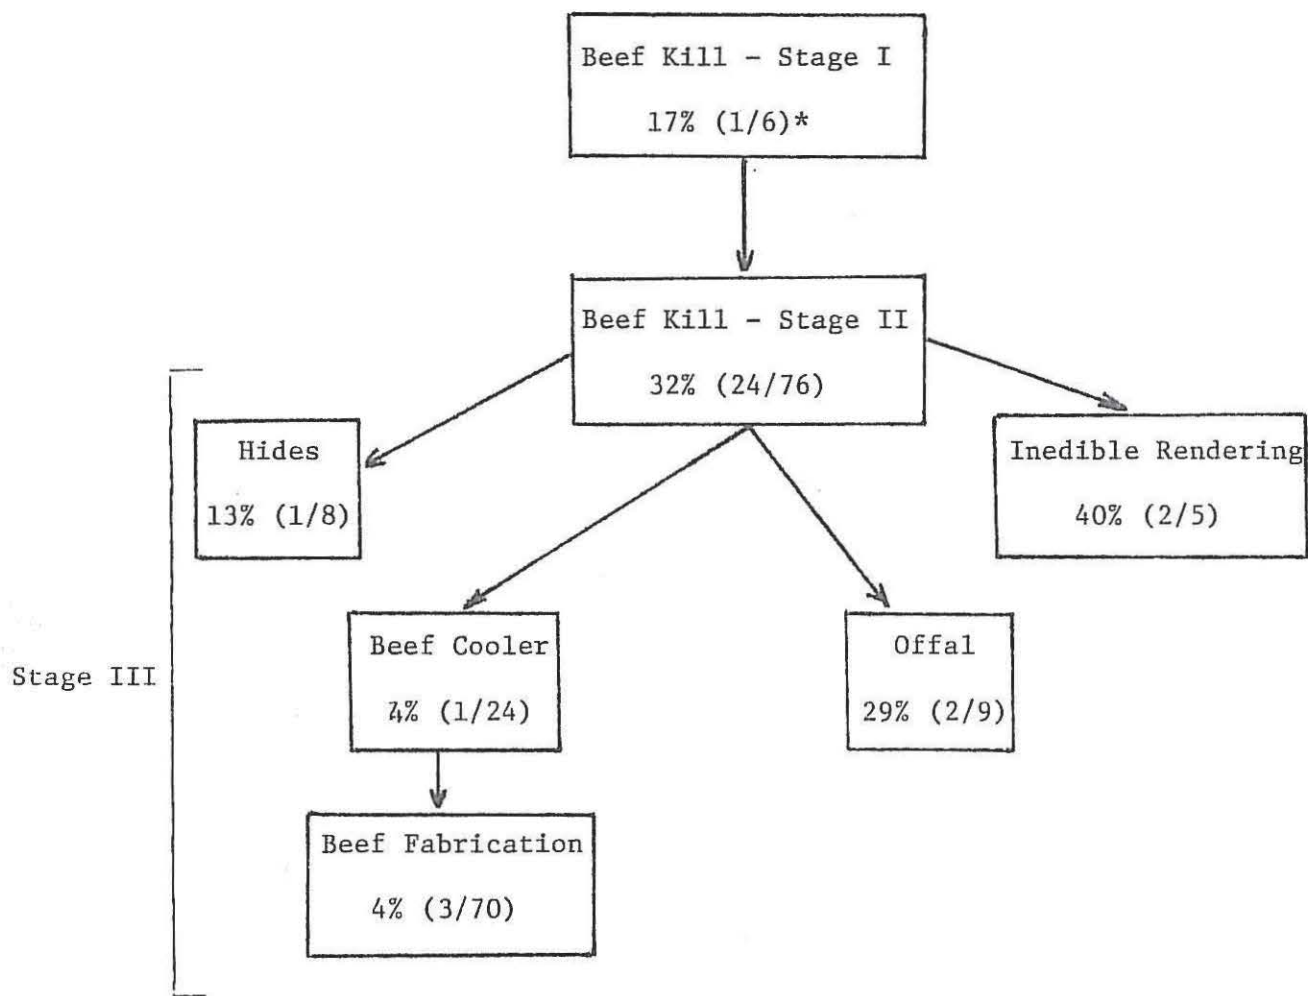 Beef Kill - Stage I
17% (1/6)*
Beef Kill - Stage II
32% (24/76)
Hides
13% (1/8)
Inedible Rendering
40% (2/5)
Stage III
Beef Cooler
4% (1/24)
Offal
29% (2/9)
Beef Fabrication
4% (3/70)